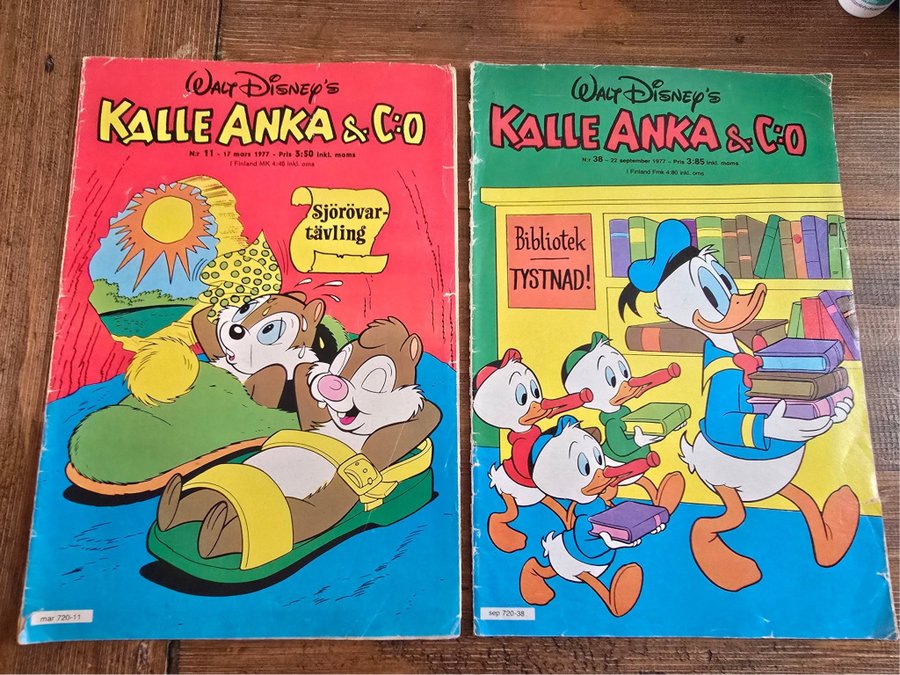 Walt Disney's
KALLE ANKA & C:O
N:r 11 - 17 mars 1977 - Pris 3:50 inkl. moms
I Finland MK 4:40 inkl. oms
Sjörövar-
tävling
mar 720-11
Walt Disney's
KALLE ANKA & C:O
N:r 38 – 22 september 1977 – Pris 3:85 inkl. moms
I Finland Fmk 4:80 inkl. oms
Bibliotek
TYSTNAD!
sep 720-38